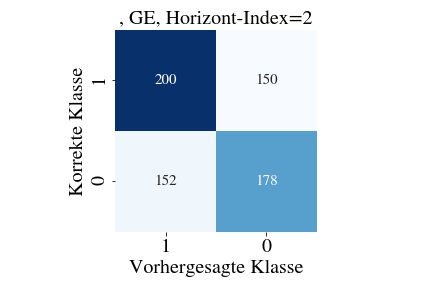 , GE, Horizont-Index=2
Korrekte Klasse
1
200
150
0
152
178
1
0
Vorhergesagte Klasse